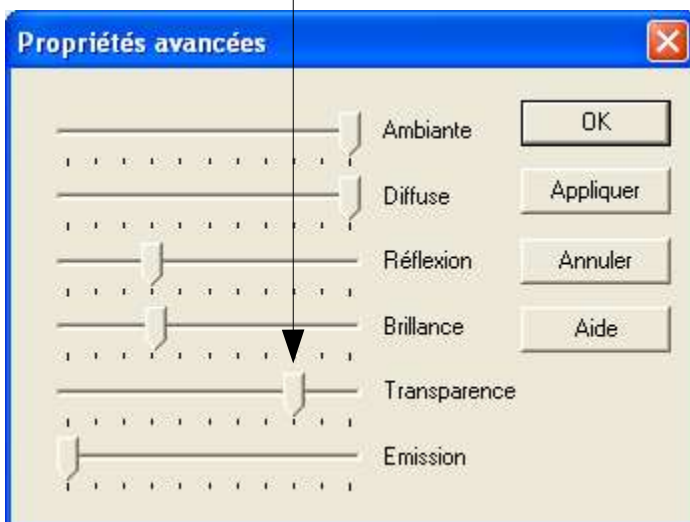 Propriétés avancées
Ambiante
OK
Diffuse
Appliquer
Réflexion
Annuler
Brillance
Aide
Transparence
Emission